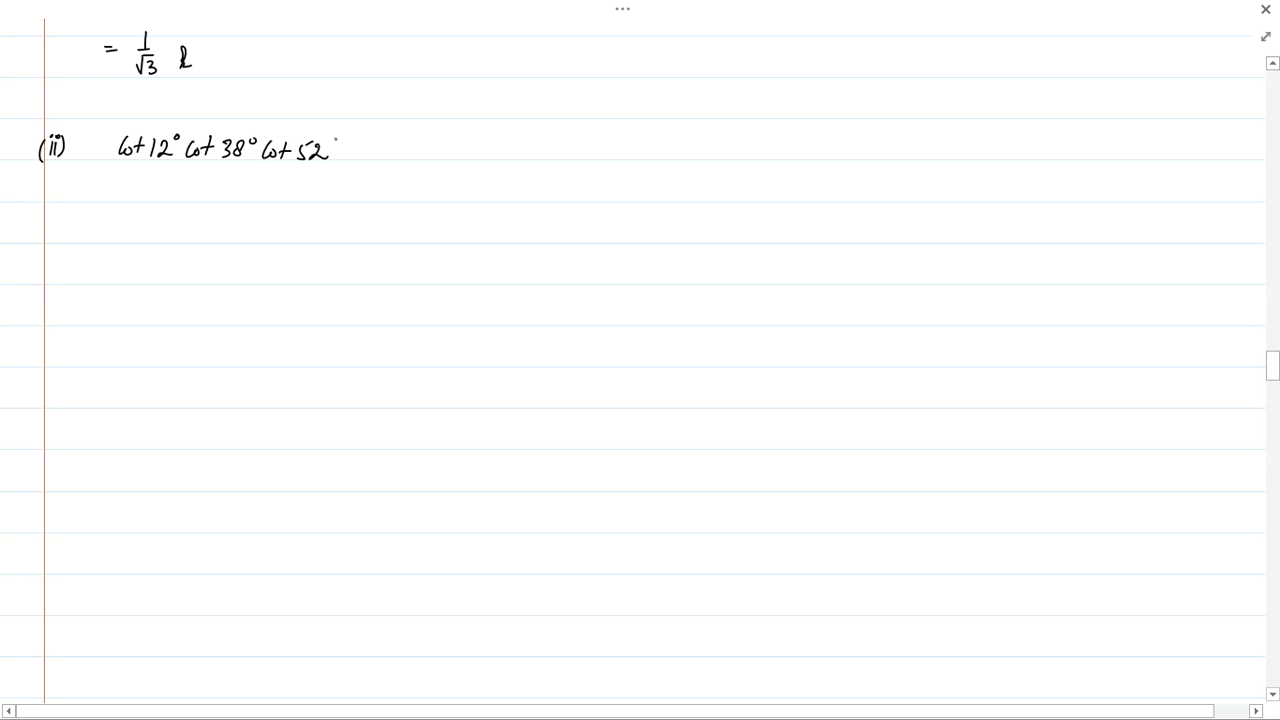 = 1/√3
(ii) cot 12° cot 38° cot 52°